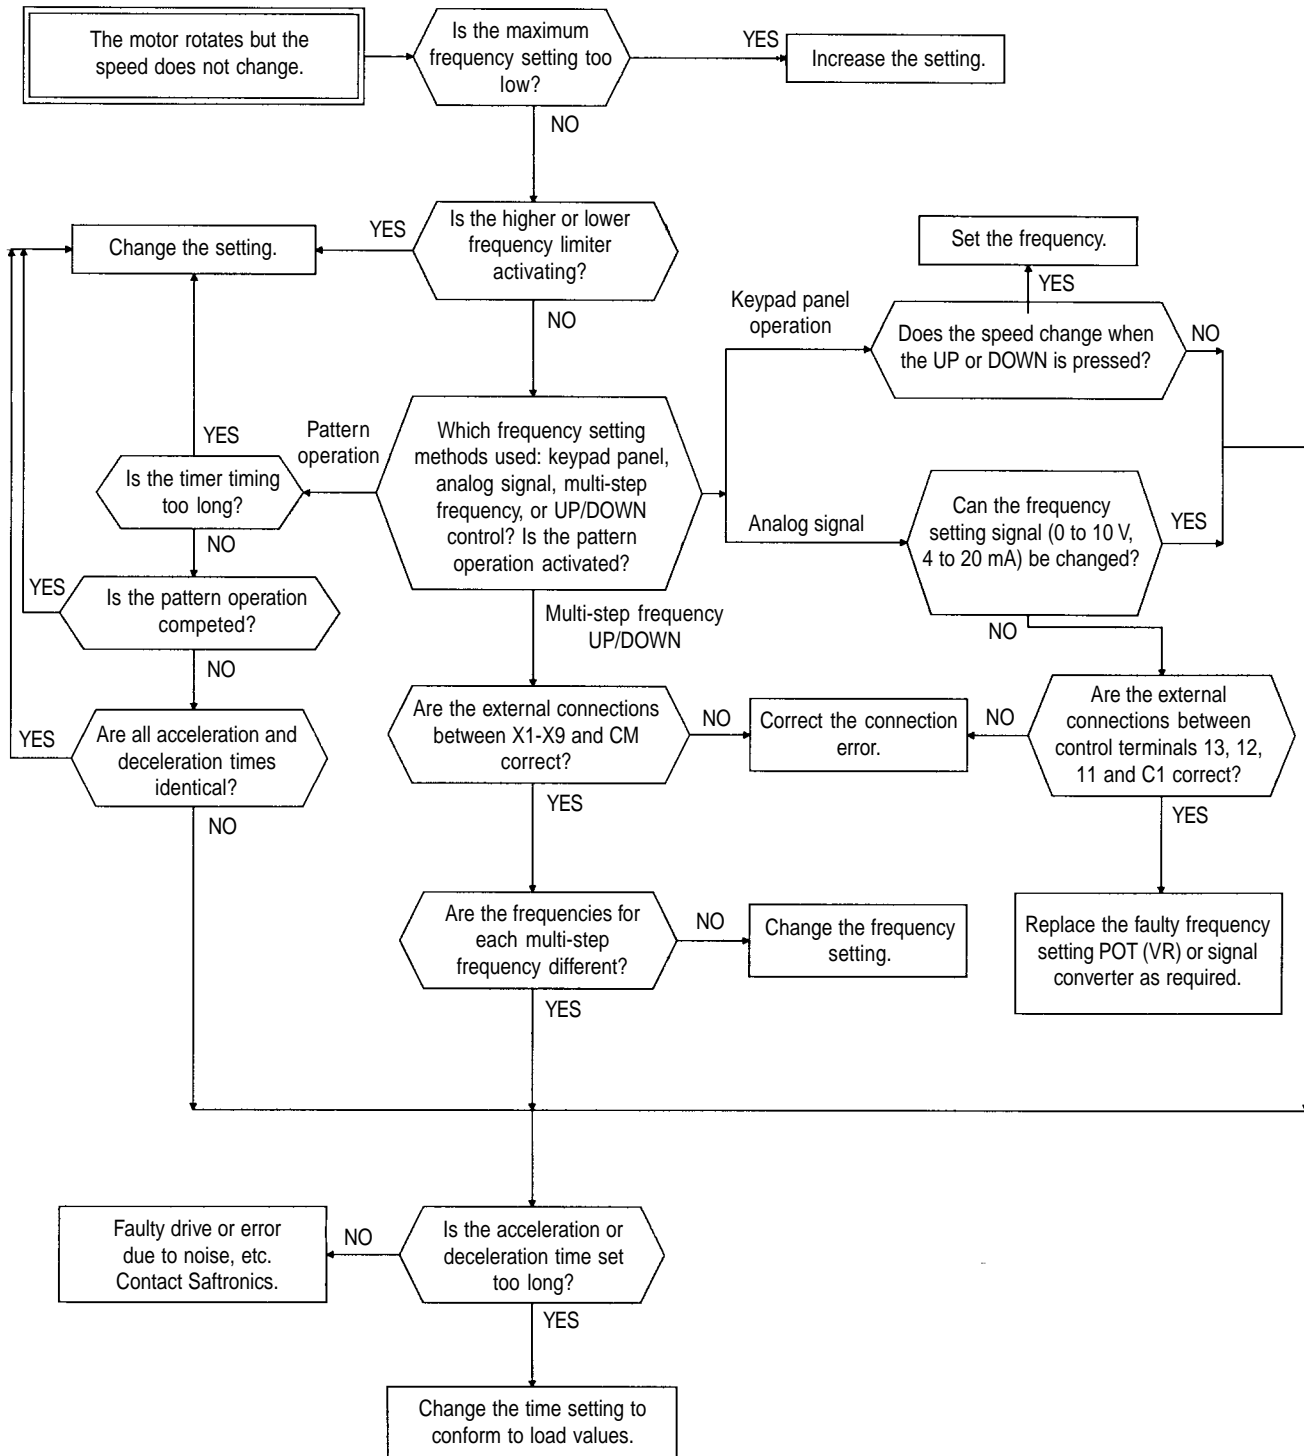 The motor rotates but the
speed does not change.
Is the maximum
frequency setting too
low?
YES
Increase the setting.
NO
Is the higher or lower
frequency limiter
activating?
YES
Change the setting.
NO
Set the frequency.
YES
Keypad panel
operation
Does the speed change when
the UP or DOWN is pressed?
NO
Which frequency setting
methods used: keypad panel,
analog signal, multi-step
frequency, or UP/DOWN
control? Is the pattern
operation activated?
Pattern
operation
YES
Is the timer timing
too long?
NO
Analog signal
Can the frequency
setting signal (0 to 10 V,
4 to 20 mA) be changed?
YES
NO
YES
Is the pattern operation
competed?
NO
Multi-step frequency
UP/DOWN
YES
Are all acceleration and
deceleration times
identical?
NO
Are the external connections
between X1-X9 and CM
correct?
NO
Correct the connection
error.
NO
Are the external
connections between
control terminals 13, 12,
11 and C1 correct?
YES
YES
Are the frequencies for
each multi-step
frequency different?
NO
Change the frequency
setting.
Replace the faulty frequency
setting POT (VR) or signal
converter as required.
YES
Faulty drive or error
due to noise, etc.
Contact Saftronics.
NO
Is the acceleration or
deceleration time set
too long?
YES
Change the time setting to
conform to load values.